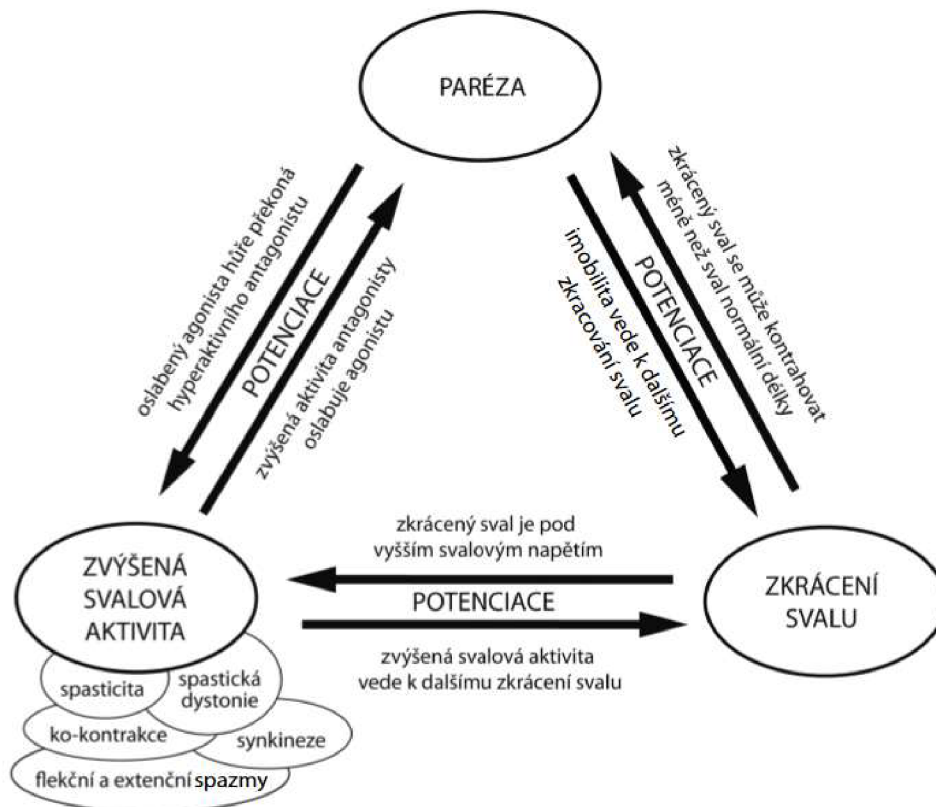 PARÉZA
oslabený agonista hůře překoná
hyperaktivního antagonistu
POTENCIACE
zvýšená aktivita antagonisty
oslabuje agonistu
imobilita vede k dalšímu
zkracování svalu
POTENCIACE
zkrácený sval se může kontrahovat
méně než sval normální délky
ZVÝŠENÁ
SVALOVÁ
AKTIVITA
zkrácený sval je pod
vyšším svalovým napětím
POTENCIACE
zvýšená svalová aktivita
vede k dalšímu zkrácení svalu
ZKRÁCENÍ
SVALU
spasticita
spastická
dystonie
ko-kontrakce
synkineze
flekční a extenční spazmy